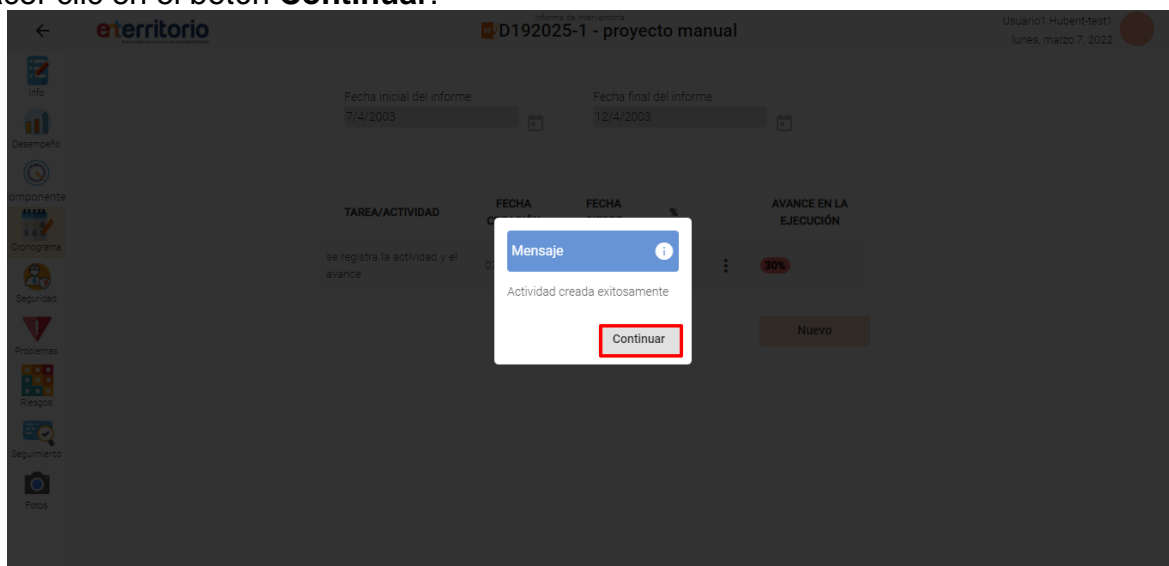 hacer clic en el botón Continuar.
eterritorio
Informe de Interventoría
D192025-1 - proyecto manual
Usuario1 Hubent-test1
lunes, marzo 7, 2022
Info
Desempeño
omponente
Cronograma
Seguridad
Problemas
Riesgos
Seguimiento
Fotos
Fecha inicial del informe
7/4/2003
Fecha final del informe
12/4/2003
TAREA/ACTIVIDAD
FECHA
FECHA
%
AVANCE EN LA
EJECUCIÓN
se registra la actividad y el
avance
30%
Nuevo
Mensaje
Actividad creada exitosamente
Continuar